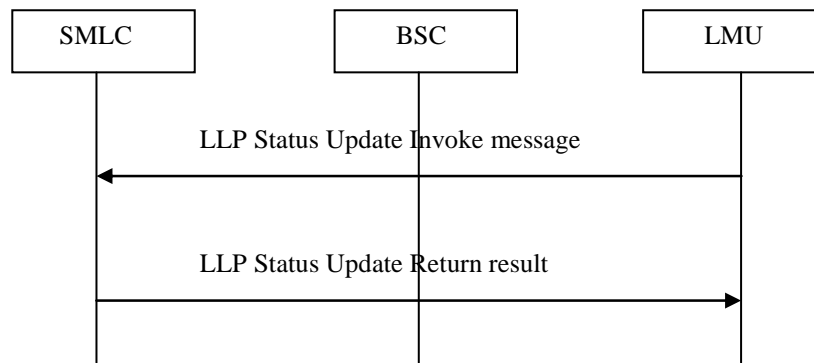 SMLC
BSC
LMU
LLP Status Update Invoke message
LLP Status Update Return result